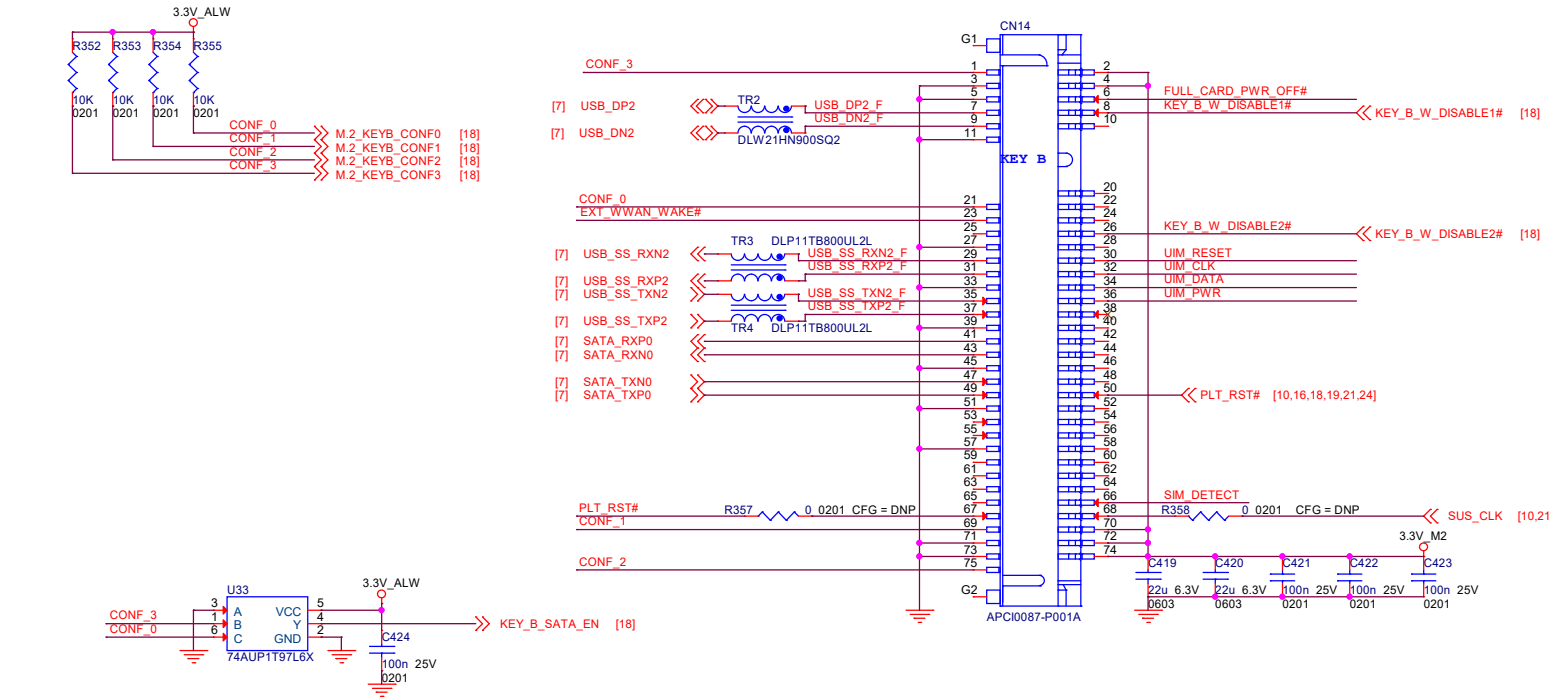 3.3V_ALW
R352 R353 R354 R355
10K 10K 10K 10K
0201 0201 0201 0201
CONF_0 M.2_KEYB_CONF0 [18]
CONF_1 M.2_KEYB_CONF1 [18]
CONF_2 M.2_KEYB_CONF2 [18]
CONF_3 M.2_KEYB_CONF3 [18]
CN14
G1
CONF_3 1 2
3 4
5 6 FULL_CARD_PWR_OFF#
[7] USB_DP2 TR2 USB_DP2_F 7 8 KEY_B_W_DISABLE1# KEY_B_W_DISABLE1# [18]
[7] USB_DN2 USB_DN2_F 9 10
DLW21HN900SQ2 11
KEY B
20
CONF_0 21 22
EXT_WWAN_WAKE# 23 24
25 26 KEY_B_W_DISABLE2# KEY_B_W_DISABLE2# [18]
TR3 DLP11TB800UL2L 27 28
[7] USB_SS_RXN2 USB_SS_RXN2_F 29 30 UIM_RESET
[7] USB_SS_RXP2 USB_SS_RXP2_F 31 32 UIM_CLK
33 34 UIM_DATA
[7] USB_SS_TXN2 USB_SS_TXN2_F 35 36 UIM_PWR
[7] USB_SS_TXP2 USB_SS_TXP2_F 37 38
TR4 DLP11TB800UL2L 39 40
[7] SATA_RXP0 41 42
[7] SATA_RXN0 43 44
45 46
[7] SATA_TXN0 47 48
[7] SATA_TXP0 49 50 PLT_RST# [10,16,18,19,21,24]
51 52
53 54
55 56
57 58
59 60
61 62
63 64
65 66 SIM_DETECT
PLT_RST# R357 0 0201 CFG = DNP 67 68 R358 0 0201 CFG = DNP SUS_CLK [10,21
CONF_1 69 70
71 72 3.3V_M2
73 74
CONF_2 75
C419 C420 C421 C422 C423
22u 6.3V 22u 6.3V 100n 25V 100n 25V 100n 25V
0603 0603 0201 0201 0201
G2
APCI0087-P001A
3.3V_ALW
U33
3 A VCC 5
CONF_3 1 B Y 4 KEY_B_SATA_EN [18]
CONF_0 6 C GND 2
74AUP1T97L6X
C424
100n 25V
0201